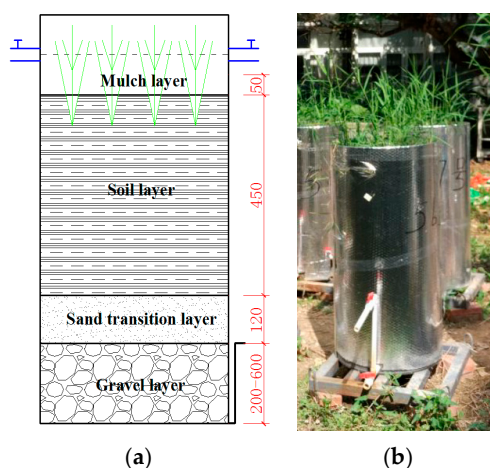 Mulch layer
50
Soil layer
450
Sand transition layer
120
Gravel layer
200-600
(a)
(b)